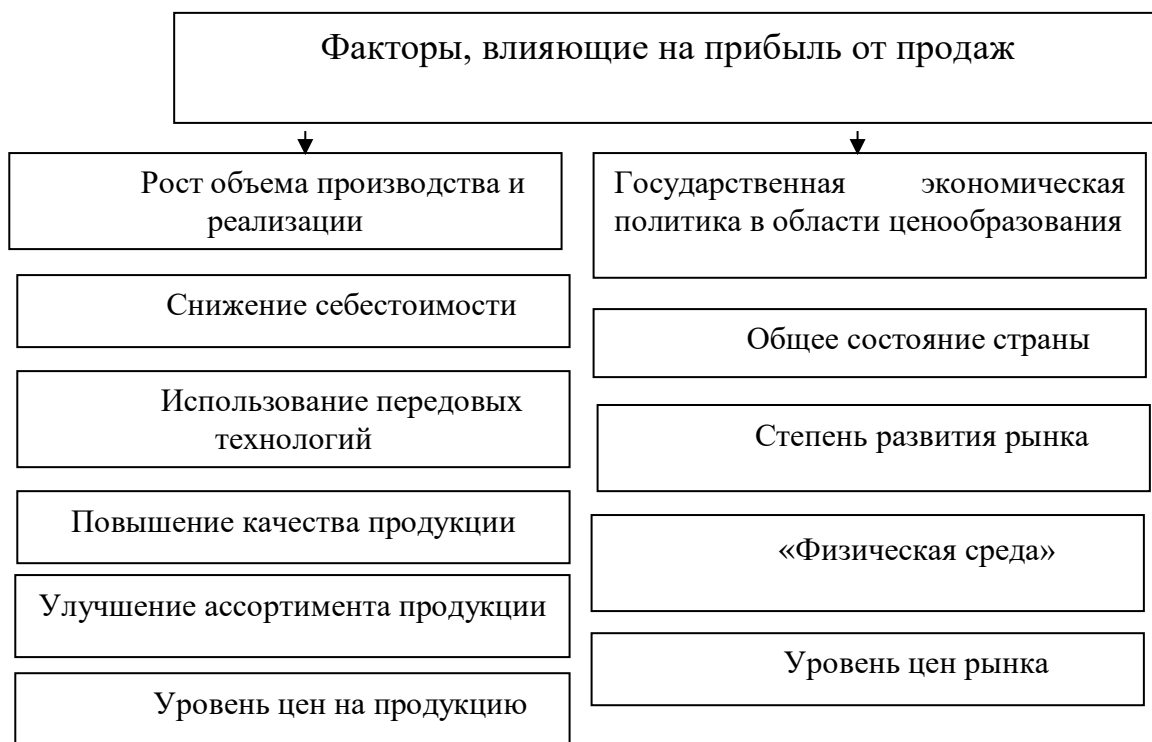 Факторы, влияющие на прибыль от продаж
Рост объема производства и
реализации
Снижение себестоимости
Использование передовых
технологий
Повышение качества продукции
Улучшение ассортимента продукции
Уровень цен на продукцию
Государственная экономическая
политика в области ценообразования
Общее состояние страны
Степень развития рынка
«Физическая среда»
Уровень цен рынка